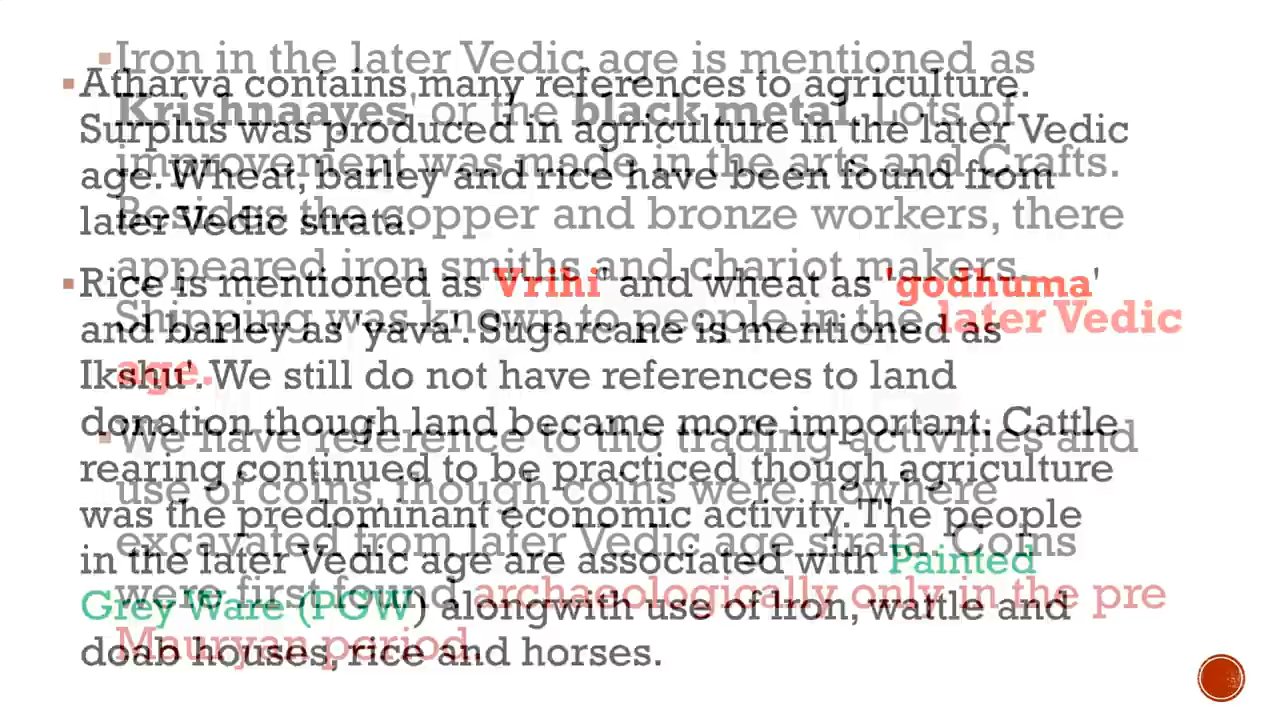 ▪ Atharva contains many references to agriculture.
Surplus was produced in agriculture in the later Vedic
age. Wheat, barley and rice have been found from
later Vedic strata.
▪ Rice is mentioned as Vrihi' and wheat as 'godhuma'
and barley as 'yava'. Sugarcane is mentioned as
Ikshu'. We still do not have references to land
donation though land became more important. Cattle
rearing continued to be practiced though agriculture
was the predominant economic activity. The people
in the later Vedic age are associated with Painted
Grey Ware (PGW) alongwith use of Iron, wattle and
doab houses, rice and horses.
▪ Iron in the later Vedic age is mentioned as
Krishnaayes' or the black metal. Lots of
improvement was made in the arts and Crafts.
Besides the copper and bronze workers, there
appeared iron smiths and chariot makers.
Shipping was known to people in the later Vedic
age.
▪ We have reference to the trading activities and
use of coins, though coins were nowhere
excavated from later Vedic age strata. Coins
were first found archaeologically only in the pre
Mauryan period.